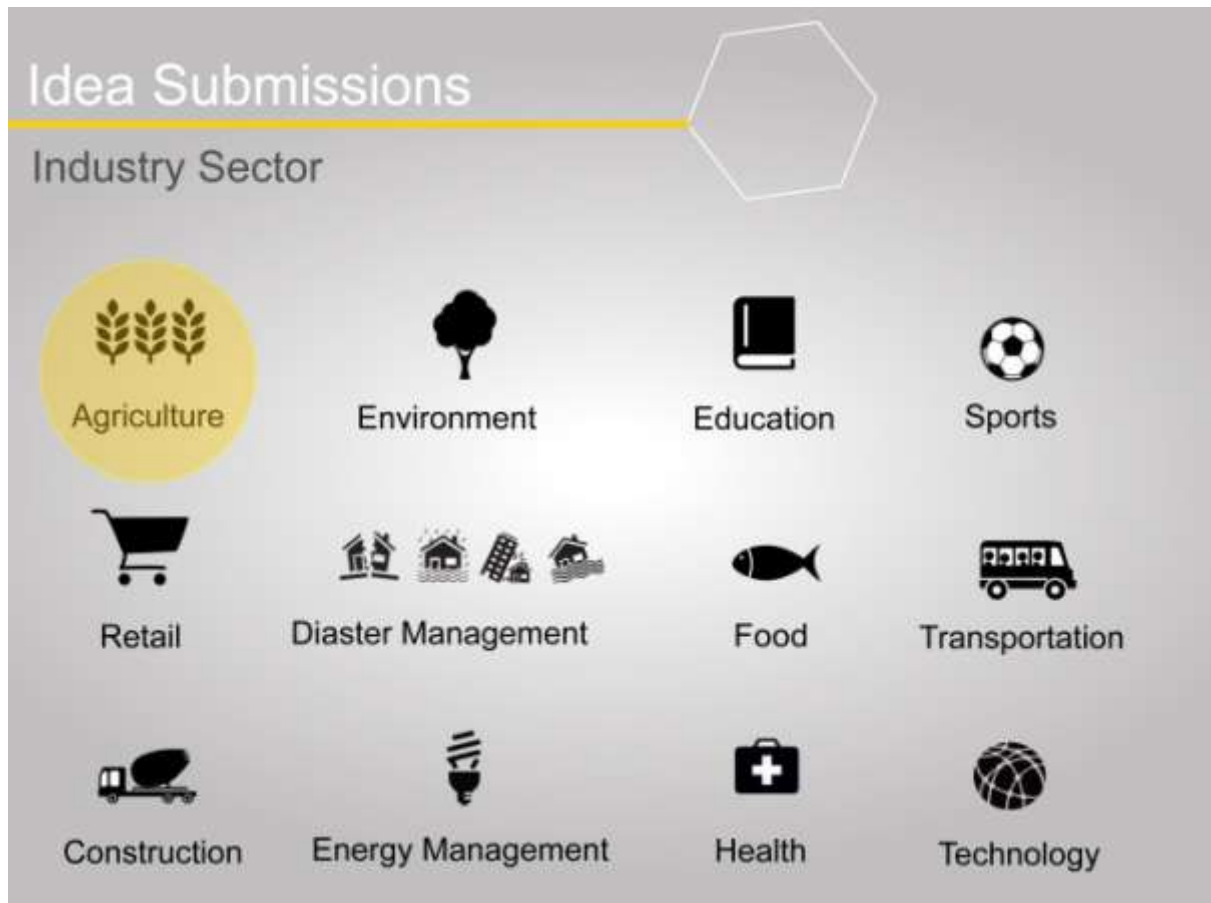 Idea Submissions
Industry Sector
Agriculture
Environment
Education
Sports
Retail
Diaster Management
Food
Transportation
Construction
Energy Management
Health
Technology